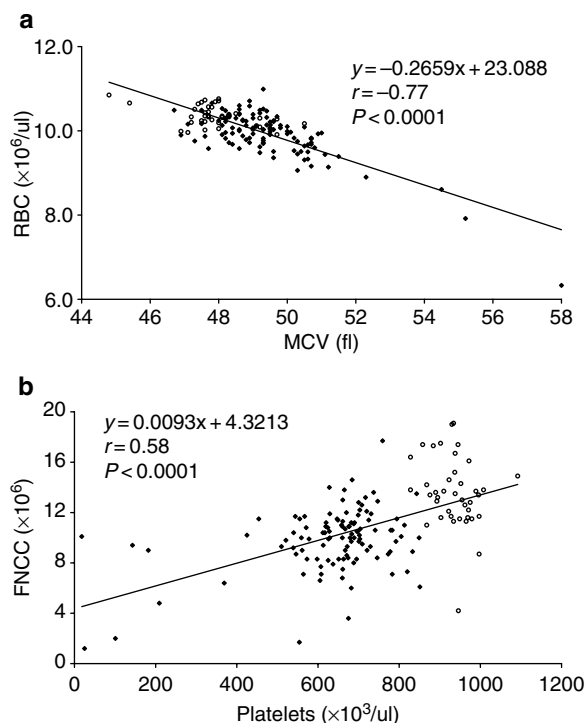 a
12.0
10.0
8.0
6.0
RBC (×10⁶/ul)
y = –0.2659x + 23.088
r = –0.77
P < 0.0001
44 46 48 50 52 54 56 58
MCV (fl)
b
20
16
12
8
4
0
FNCC (×10⁶)
y = 0.0093x + 4.3213
r = 0.58
P < 0.0001
0 200 400 600 800 1000 1200
Platelets (×10³/ul)